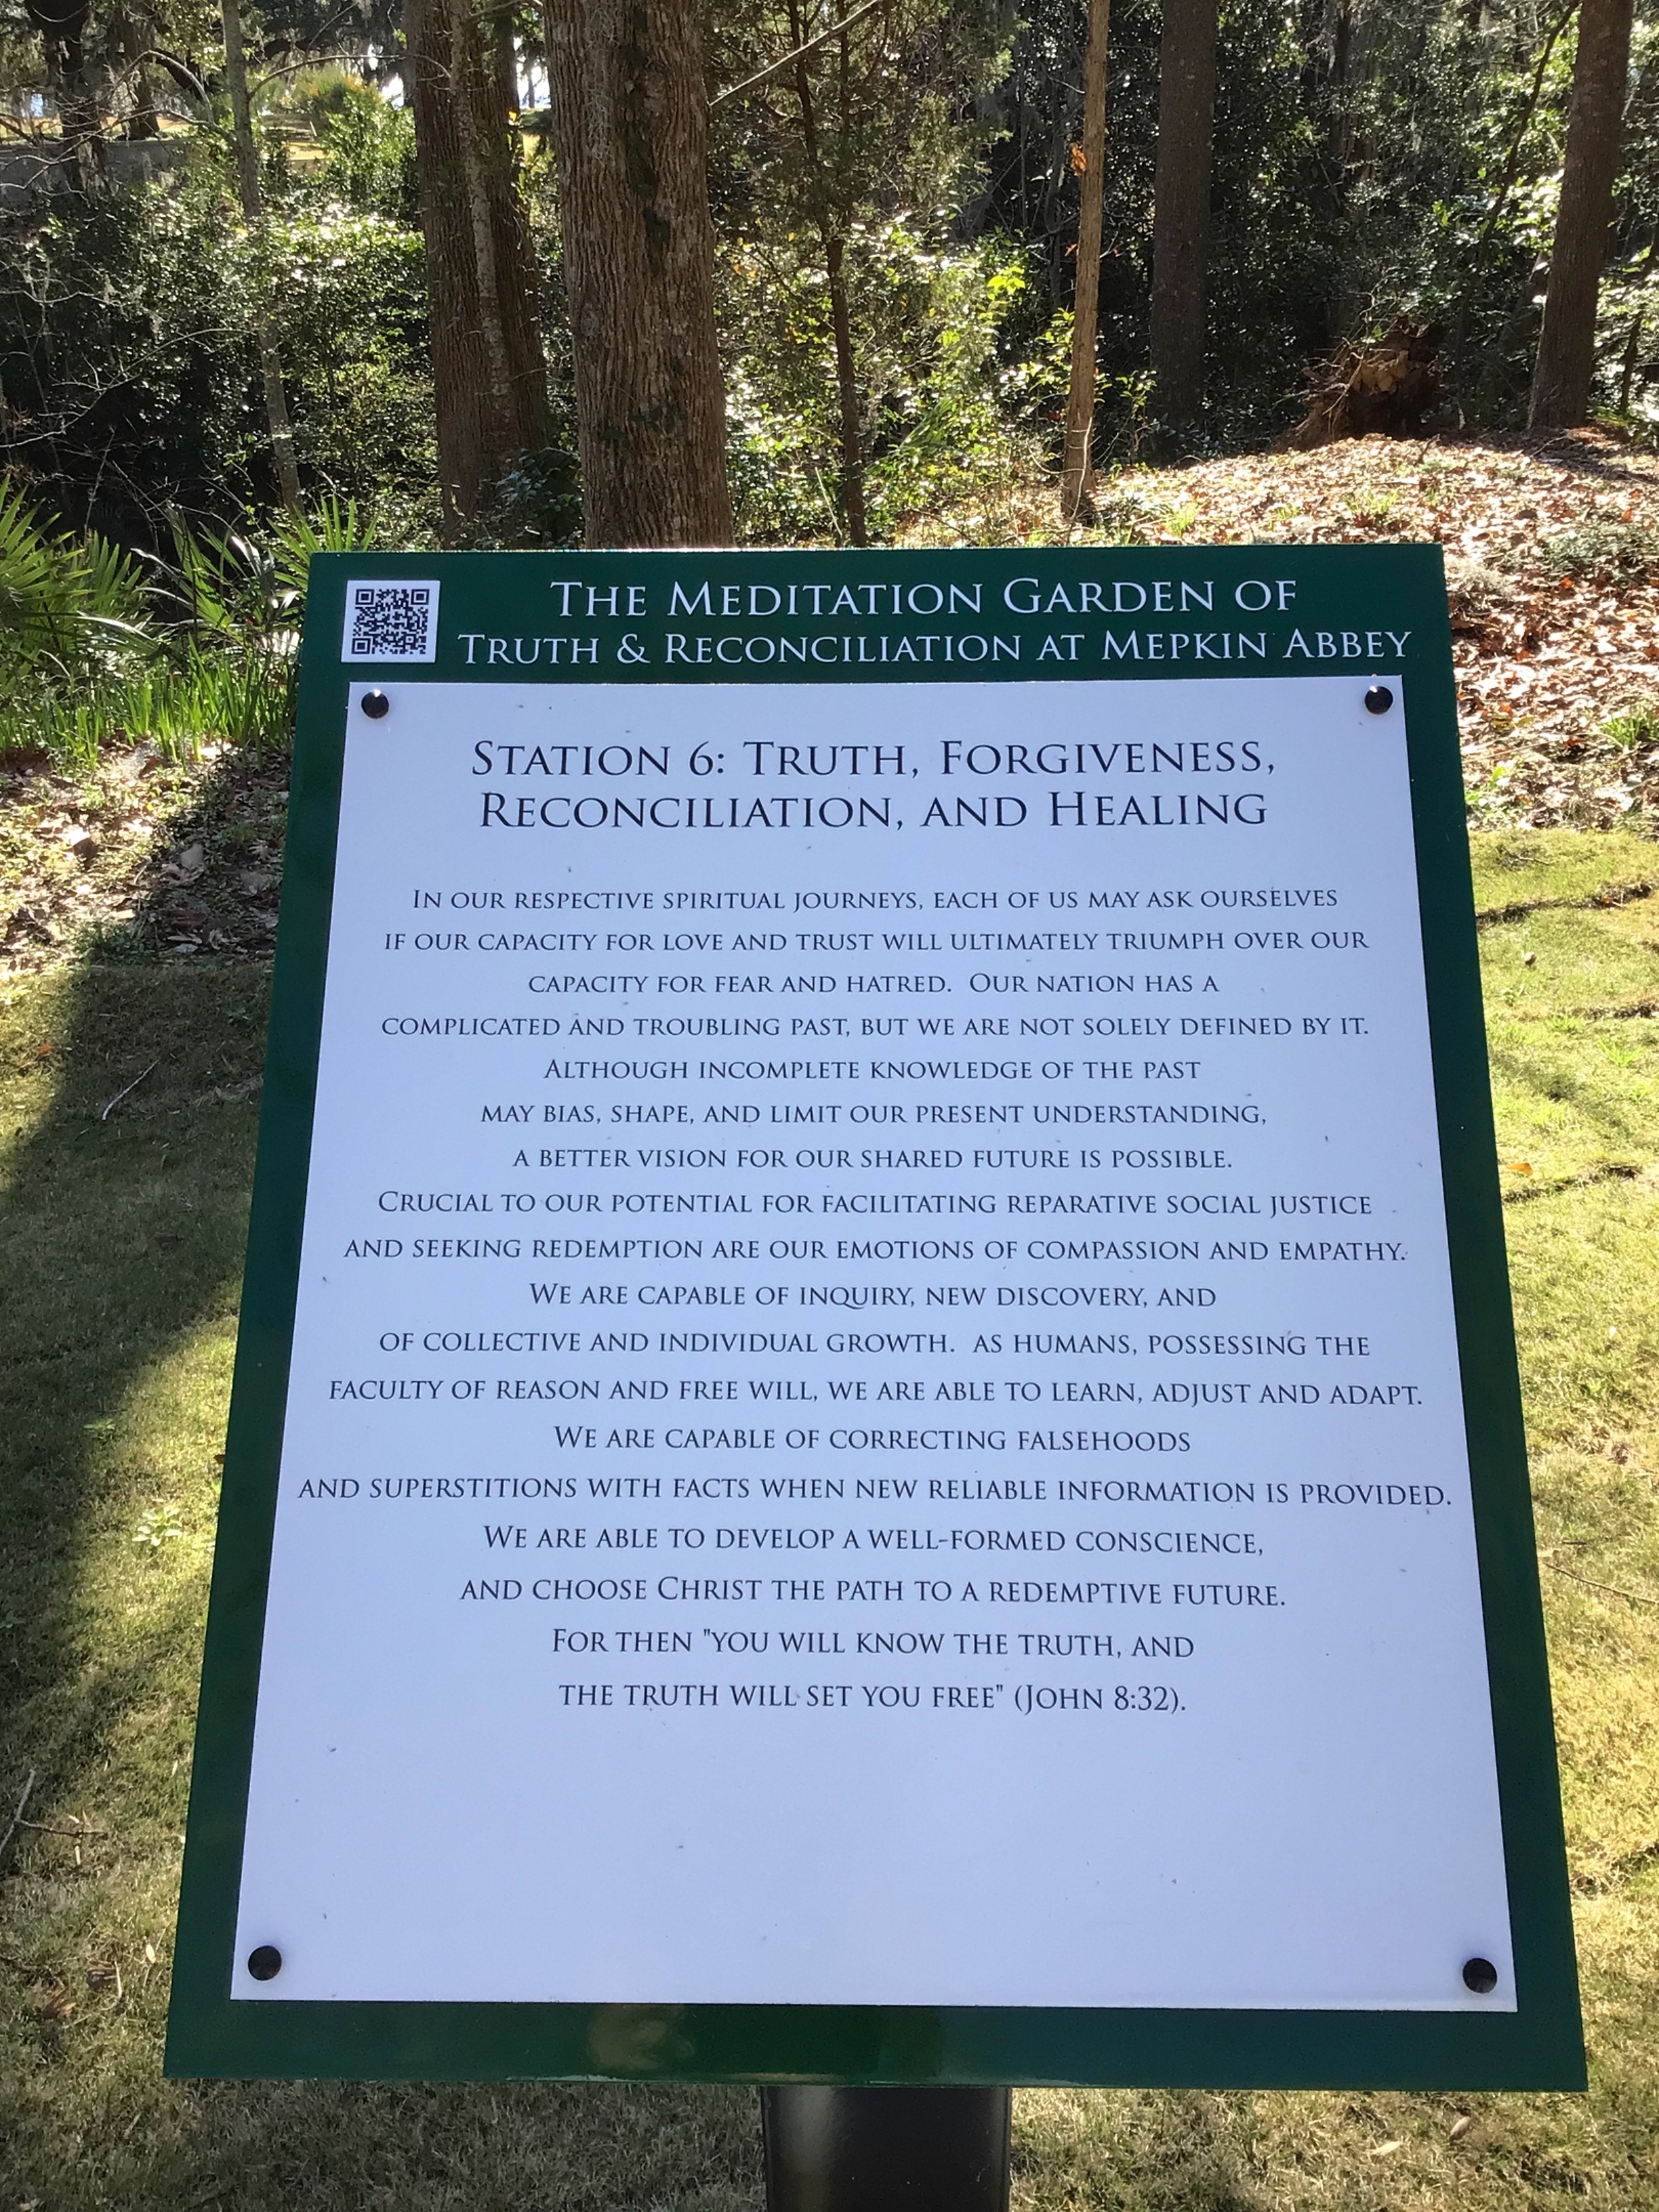 The Meditation Garden of
Truth & Reconciliation at Mepkin Abbey
Station 6: Truth, Forgiveness,
Reconciliation, and Healing
In our respective spiritual journeys, each of us may ask ourselves
if our capacity for love and trust will ultimately triumph over our
capacity for fear and hatred. Our nation has a
complicated and troubling past, but we are not solely defined by it.
Although incomplete knowledge of the past
may bias, shape, and limit our present understanding,
a better vision for our shared future is possible.
Crucial to our potential for facilitating reparative social justice
and seeking redemption are our emotions of compassion and empathy.
We are capable of inquiry, new discovery, and
of collective and individual growth. as humans, possessing the
faculty of reason and free will, we are able to learn, adjust and adapt.
We are capable of correcting falsehoods
and superstitions with facts when new reliable information is provided.
We are able to develop a well-formed conscience,
and choose Christ the path to a redemptive future.
For then "you will know the truth, and
the truth will set you free" (John 8:32).